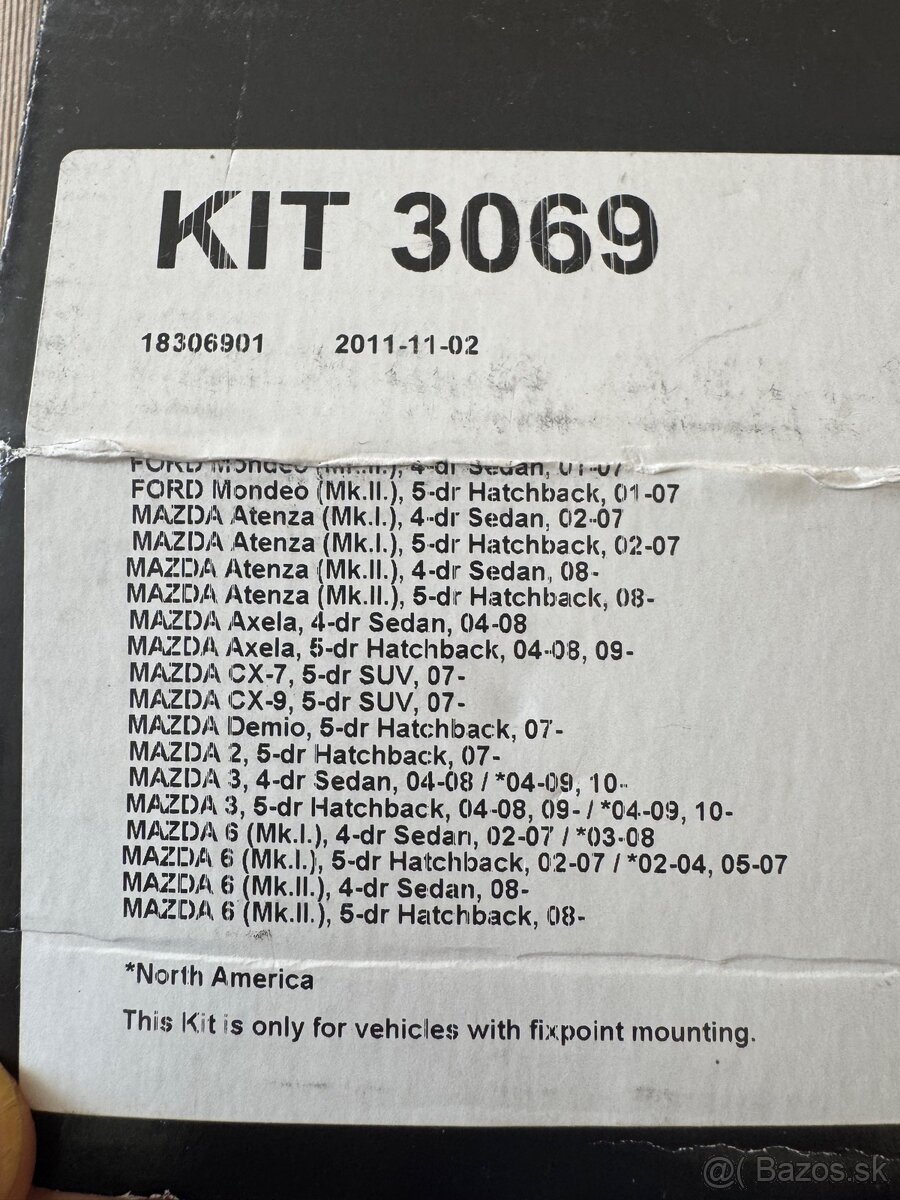 KIT 3069
18306901 2011-11-02
FORD Mondeo (Mk.II.), 4-dr Sedan, 01-07
FORD Mondeo (Mk.II.), 5-dr Hatchback, 01-07
MAZDA Atenza (Mk.I.), 4-dr Sedan, 02-07
MAZDA Atenza (Mk.I.), 5-dr Hatchback, 02-07
MAZDA Atenza (Mk.II.), 4-dr Sedan, 08-
MAZDA Atenza (Mk.II.), 5-dr Hatchback, 08-
MAZDA Axela, 4-dr Sedan, 04-08
MAZDA Axela, 5-dr Hatchback, 04-08, 09-
MAZDA CX-7, 5-dr SUV, 07-
MAZDA CX-9, 5-dr SUV, 07-
MAZDA Demio, 5-dr Hatchback, 07-
MAZDA 2, 5-dr Hatchback, 07-
MAZDA 3, 4-dr Sedan, 04-08 / *04-09, 10-
MAZDA 3, 5-dr Hatchback, 04-08, 09- / *04-09, 10-
MAZDA 6 (Mk.I.), 4-dr Sedan, 02-07 / *03-08
MAZDA 6 (Mk.I.), 5-dr Hatchback, 02-07 / *02-04, 05-07
MAZDA 6 (Mk.II.), 4-dr Sedan, 08-
MAZDA 6 (Mk.II.), 5-dr Hatchback, 08-
*North America
This Kit is only for vehicles with fixpoint mounting.
@( Bazos.sk